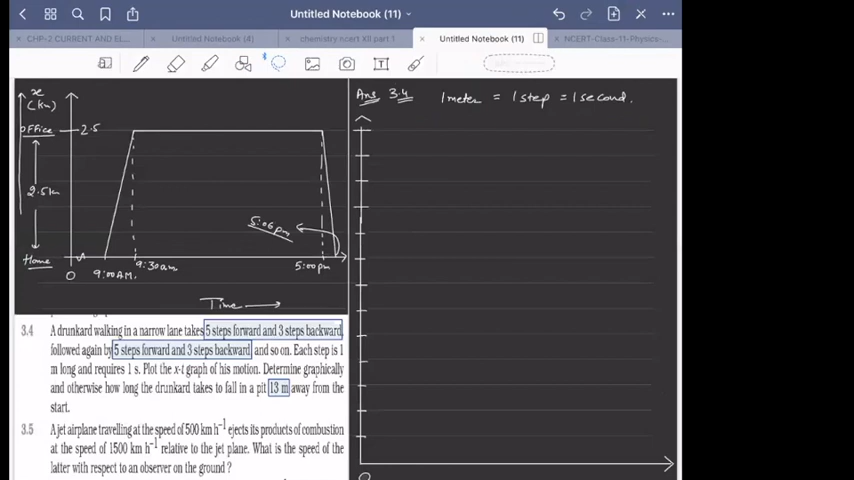 Untitled Notebook (11)
CHP-2 CURRENT AND EL...
Untitled Notebook (4)
chemistry ncert XII part 1
Untitled Notebook (11)
NCERT-Class-11-Physics-...
x
(km)
OFFice
2.5
2.5km
Home
0
9:00AM.
9:30am.
5:00pm
5:06pm
Time
Ans 3.4 1 meter = 1 step = 1 second.
0
3.4 A drunkard walking in a narrow lane takes 5 steps forward and 3 steps backward,
followed again by 5 steps forward and 3 steps backward, and so on. Each step is 1
m long and requires 1 s. Plot the x-t graph of his motion. Determine graphically
and otherwise how long the drunkard takes to fall in a pit 13 m away from the
start.
3.5 A jet airplane travelling at the speed of 500 km h⁻¹ ejects its products of combustion
at the speed of 1500 km h⁻¹ relative to the jet plane. What is the speed of the
latter with respect to an observer on the ground ?